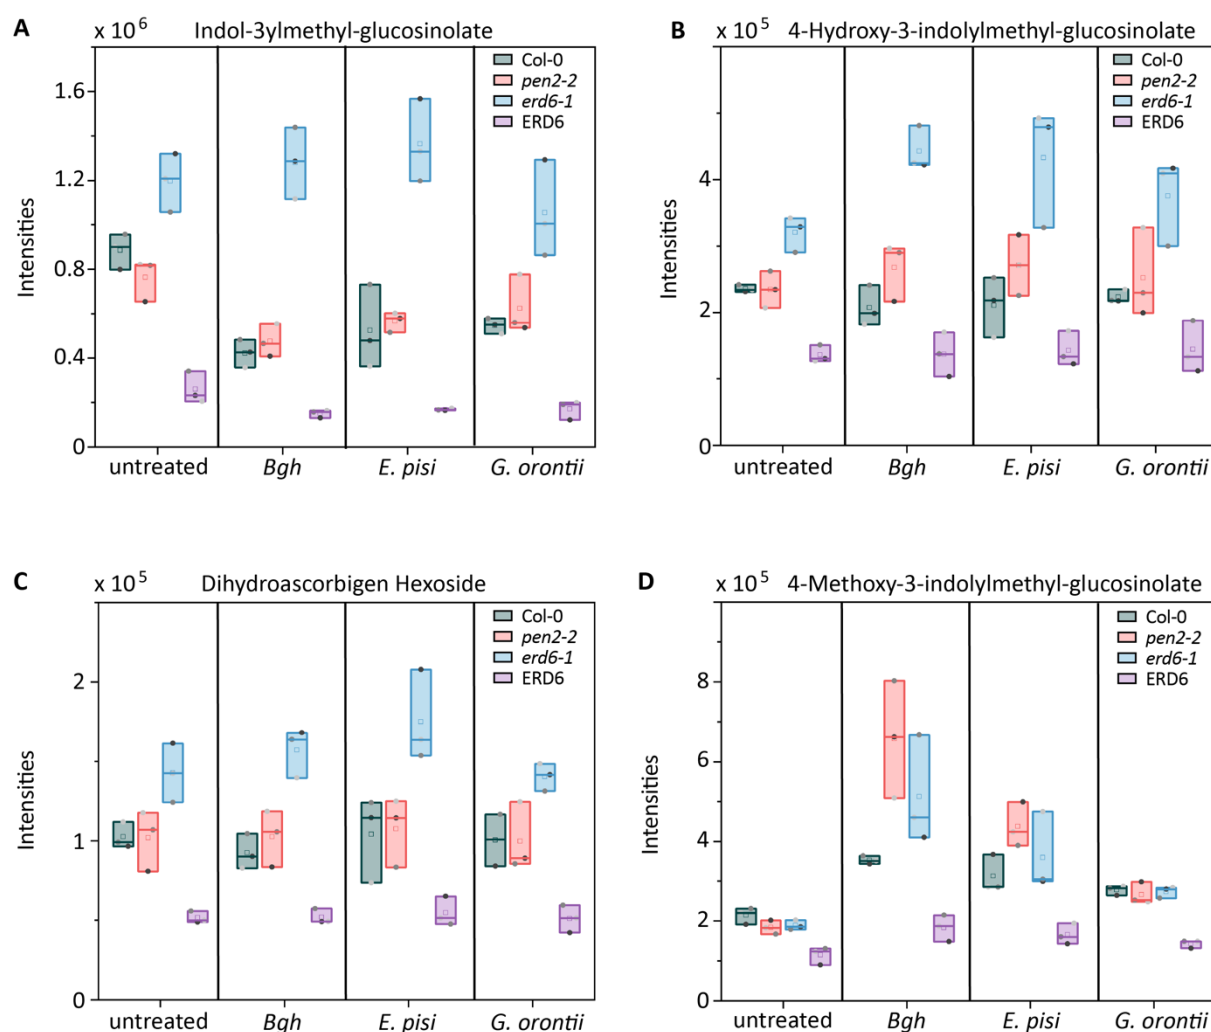 A
x 10 6
Indol-3ylmethyl-glucosinolate
Intensities
1.6
1.2
0.8
0.4
0
Col-0
pen2-2
erd6-1
ERD6
untreated
Bgh
E. pisi
G. orontii
B
x 10 5
4-Hydroxy-3-indolylmethyl-glucosinolate
Intensities
4
2
0
Col-0
pen2-2
erd6-1
ERD6
untreated
Bgh
E. pisi
G. orontii
C
x 10 5
Dihydroascorbigen Hexoside
Intensities
2
1
0
Col-0
pen2-2
erd6-1
ERD6
untreated
Bgh
E. pisi
G. orontii
D
x 10 5
4-Methoxy-3-indolylmethyl-glucosinolate
Intensities
8
6
4
2
0
Col-0
pen2-2
erd6-1
ERD6
untreated
Bgh
E. pisi
G. orontii